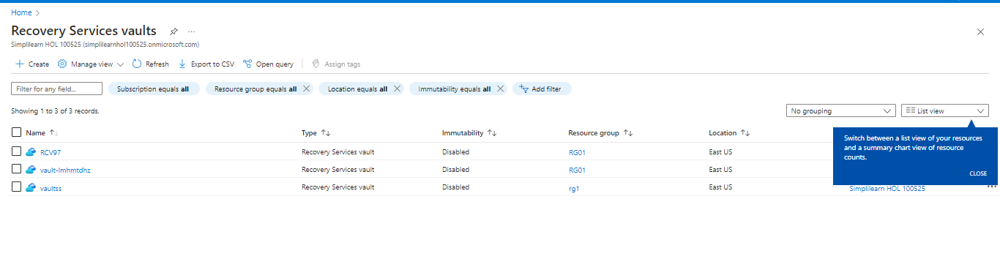 Home
Recovery Services vaults
Simplilearn HOL 100525 (simplilearnhol100525.onmicrosoft.com)
Create Manage view Refresh Export to CSV Open query Assign tags
Filter for any field... Subscription equals all Resource group equals all Location equals all Immutability equals all Add filter
Showing 1 to 3 of 3 records. No grouping List view
Name Type Immutability Resource group Location
Switch between a list view of your resources
and a summary chart view of resource
counts.
CLOSE
RCV97 Recovery Services vault Disabled RG01 East US
vault-lmhmtdhz Recovery Services vault Disabled RG01 East US
vaultss Recovery Services vault Disabled rg1 East US Simplilearn HOL 100525